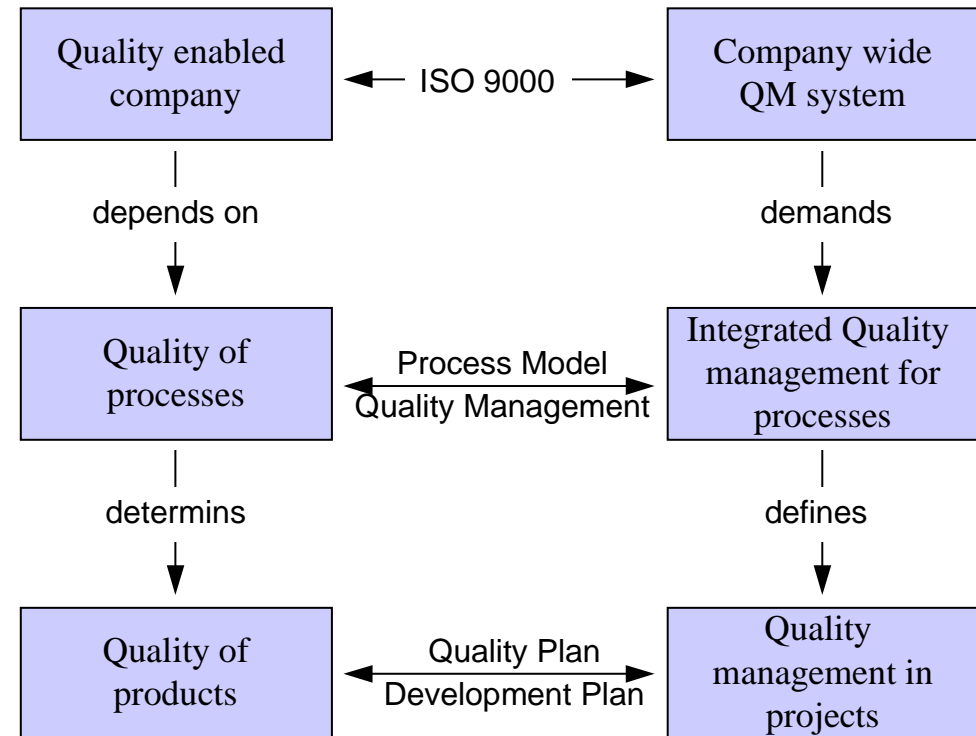 Quality enabled
company
ISO 9000
Company wide
QM system
depends on
demands
Quality of
processes
Process Model
Quality Management
Integrated Quality
management for
processes
determins
defines
Quality of
products
Quality Plan
Development Plan
Quality
management in
projects